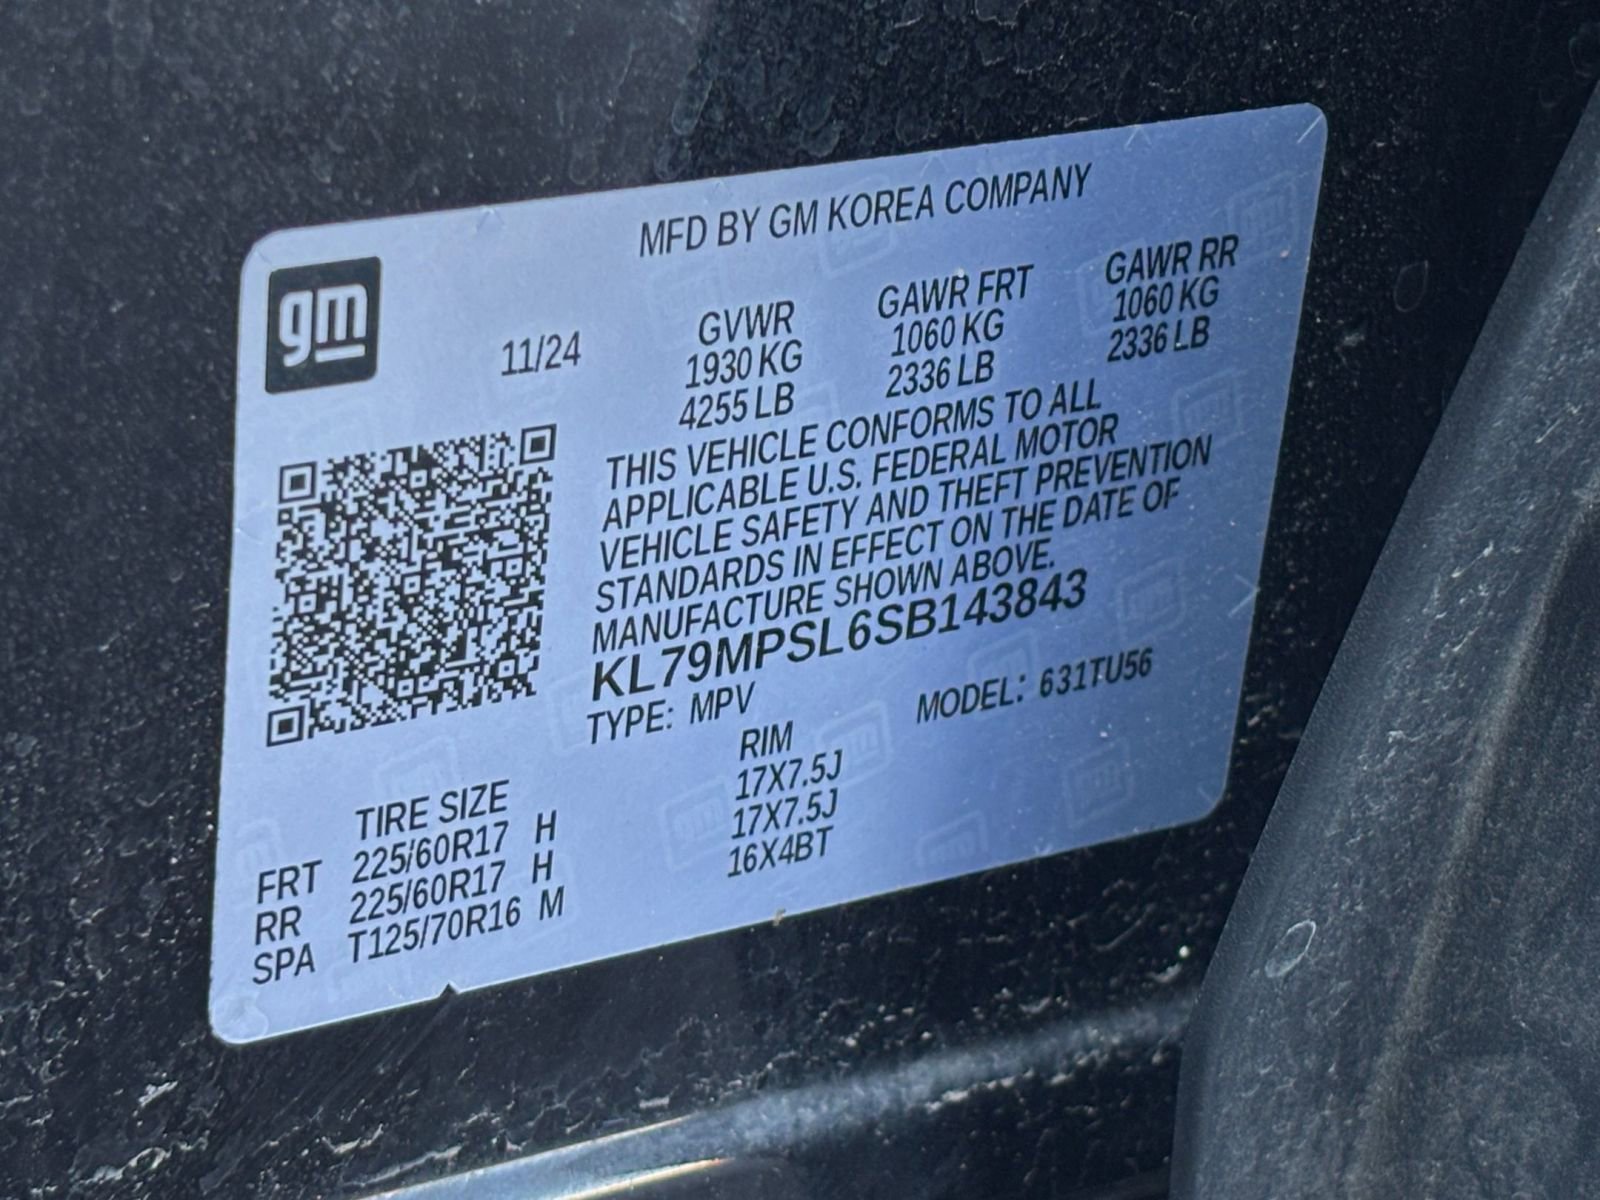 gm
MFD BY GM KOREA COMPANY
11/24
GVWR GAWR FRT GAWR RR
1930 KG 1060 KG 1060 KG
4255 LB 2336 LB 2336 LB
THIS VEHICLE CONFORMS TO ALL
APPLICABLE U.S. FEDERAL MOTOR
VEHICLE SAFETY AND THEFT PREVENTION
STANDARDS IN EFFECT ON THE DATE OF
MANUFACTURE SHOWN ABOVE.
KL79MPSL6SB143843
TYPE: MPV MODEL: 631TU56
TIRE SIZE RIM
FRT 225/60R17 H 17X7.5J
RR 225/60R17 H 17X7.5J
SPA T125/70R16 M 16X4BT